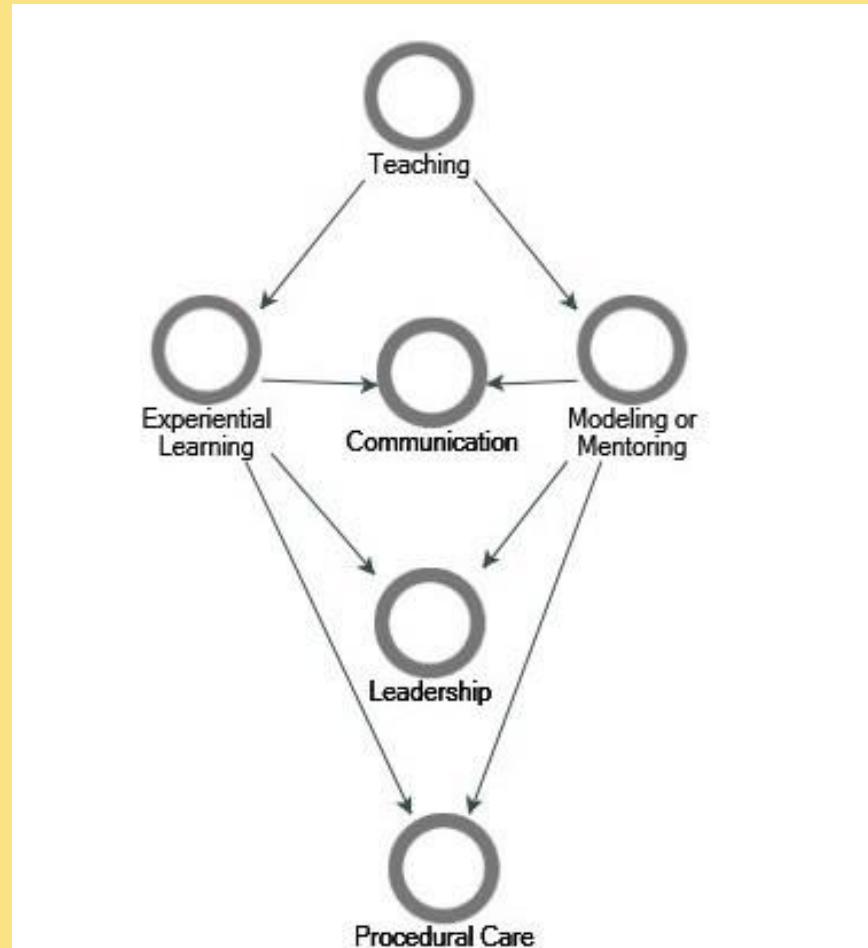 Teaching
Experiential
Learning
Communication
Modeling or
Mentoring
Leadership
Procedural Care